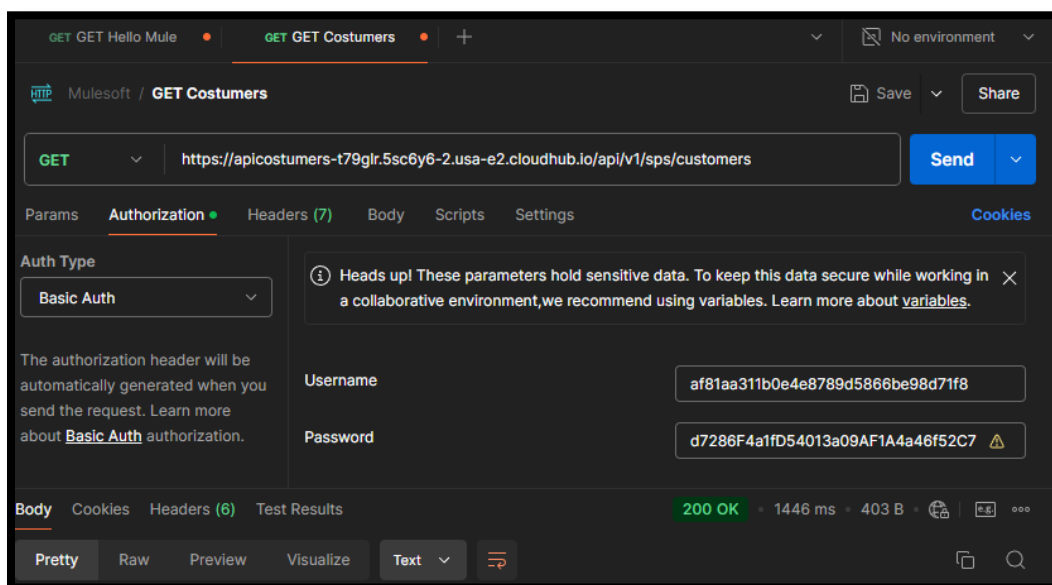 GET GET Hello Mule GET GET Costumers No environment
HTTP Mulesoft / GET Costumers Save Share
GET https://apicostumers-t79glr.5sc6y6-2.usa-e2.cloudhub.io/api/v1/sps/customers Send
Params Authorization Headers (7) Body Scripts Settings Cookies
Auth Type
Basic Auth
The authorization header will be
automatically generated when you
send the request. Learn more
about Basic Auth authorization.
Heads up! These parameters hold sensitive data. To keep this data secure while working in
a collaborative environment,we recommend using variables. Learn more about variables.
Username af81aa311b0e4e8789d5866be98d71f8
Password d7286F4a1fD54013a09AF1A4a46f52C7
Body Cookies Headers (6) Test Results 200 OK 1446 ms 403 B e.g.
Pretty Raw Preview Visualize Text